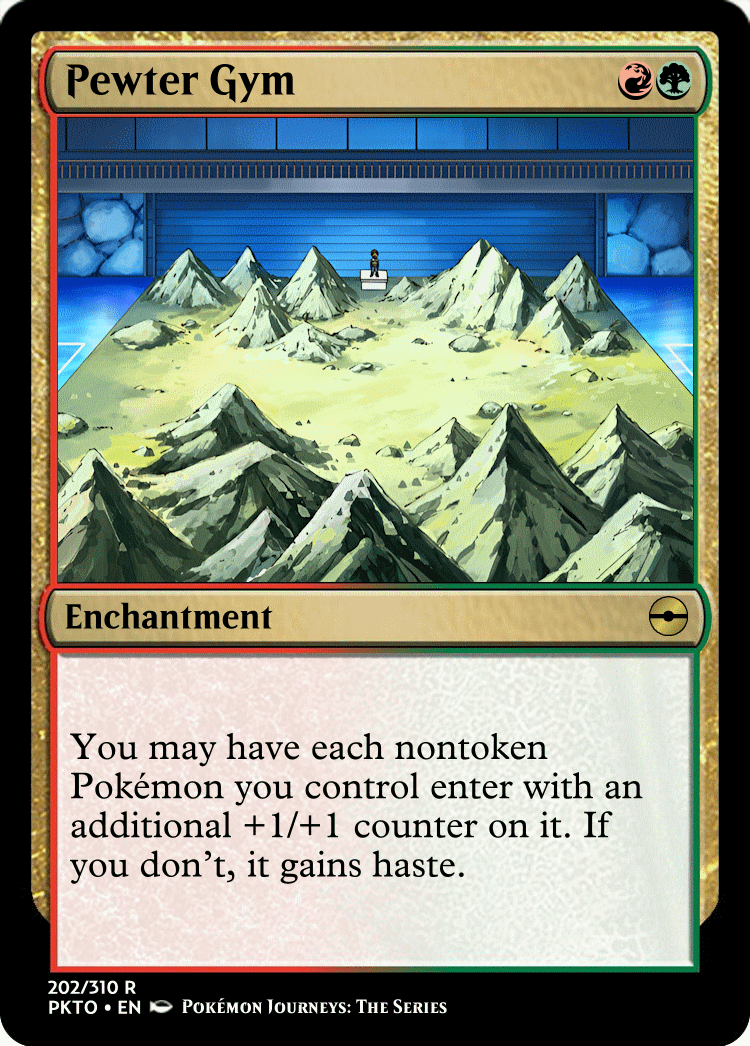 Pewter Gym
Enchantment
You may have each nontoken
Pokémon you control enter with an
additional +1/+1 counter on it. If
you don't, it gains haste.
202/310 R
PKTO • EN Pokémon Journeys: The Series